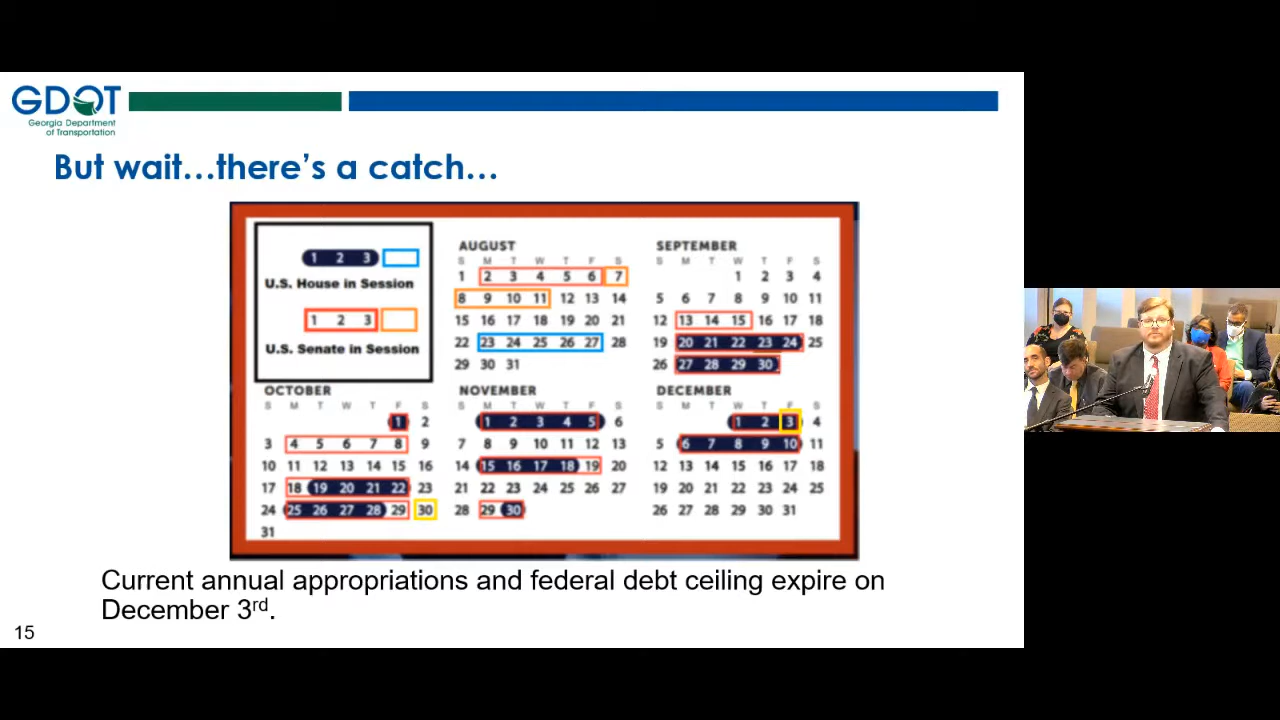 GDOT
Georgia Department
of Transportation
But wait...there's a catch...
1 2 3
U.S. House in Session
1 2 3
U.S. Senate in Session
AUGUST
S M T W T F S
1 2 3 4 5 6 7
8 9 10 11 12 13 14
15 16 17 18 19 20 21
22 23 24 25 26 27 28
29 30 31
SEPTEMBER
S M T W T F S
1 2 3 4
5 6 7 8 9 10 11
12 13 14 15 16 17 18
19 20 21 22 23 24 25
26 27 28 29 30
OCTOBER
S M T W T F S
1 2
3 4 5 6 7 8 9
10 11 12 13 14 15 16
17 18 19 20 21 22 23
24 25 26 27 28 29 30
31
NOVEMBER
S M T W T F S
1 2 3 4 5 6
7 8 9 10 11 12 13
14 15 16 17 18 19 20
21 22 23 24 25 26 27
28 29 30
DECEMBER
S M T W T F S
1 2 3 4
5 6 7 8 9 10 11
12 13 14 15 16 17 18
19 20 21 22 23 24 25
26 27 28 29 30 31
Current annual appropriations and federal debt ceiling expire on
December 3rd.
15